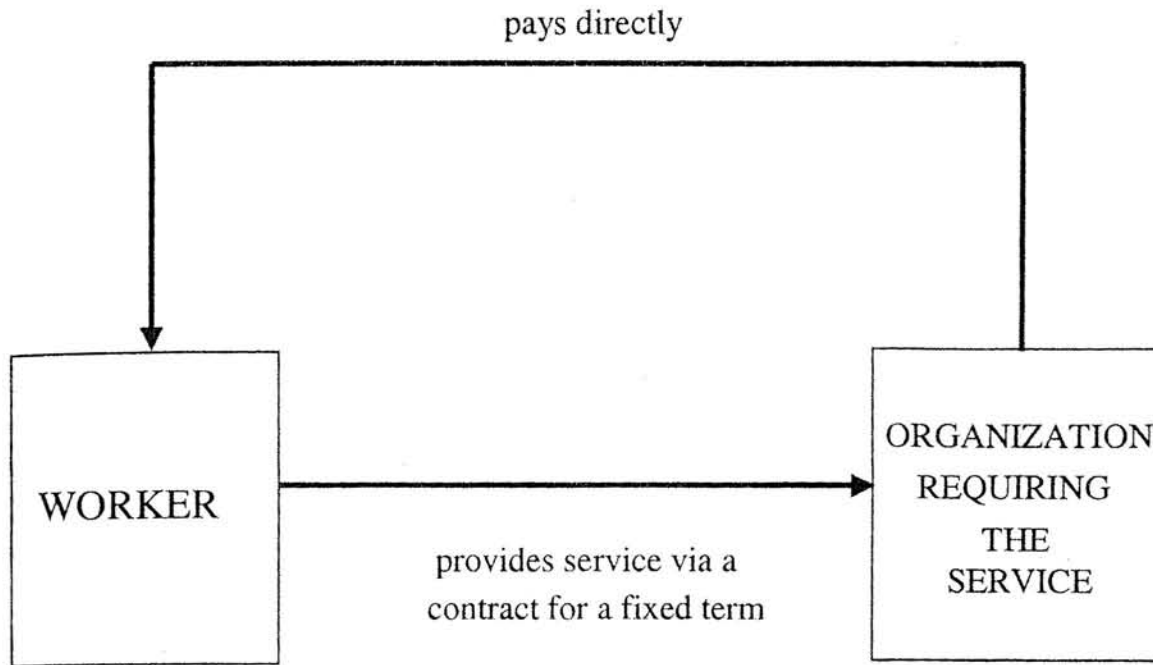 pays directly
WORKER
provides service via a
contract for a fixed term
ORGANIZATION
REQUIRING
THE
SERVICE